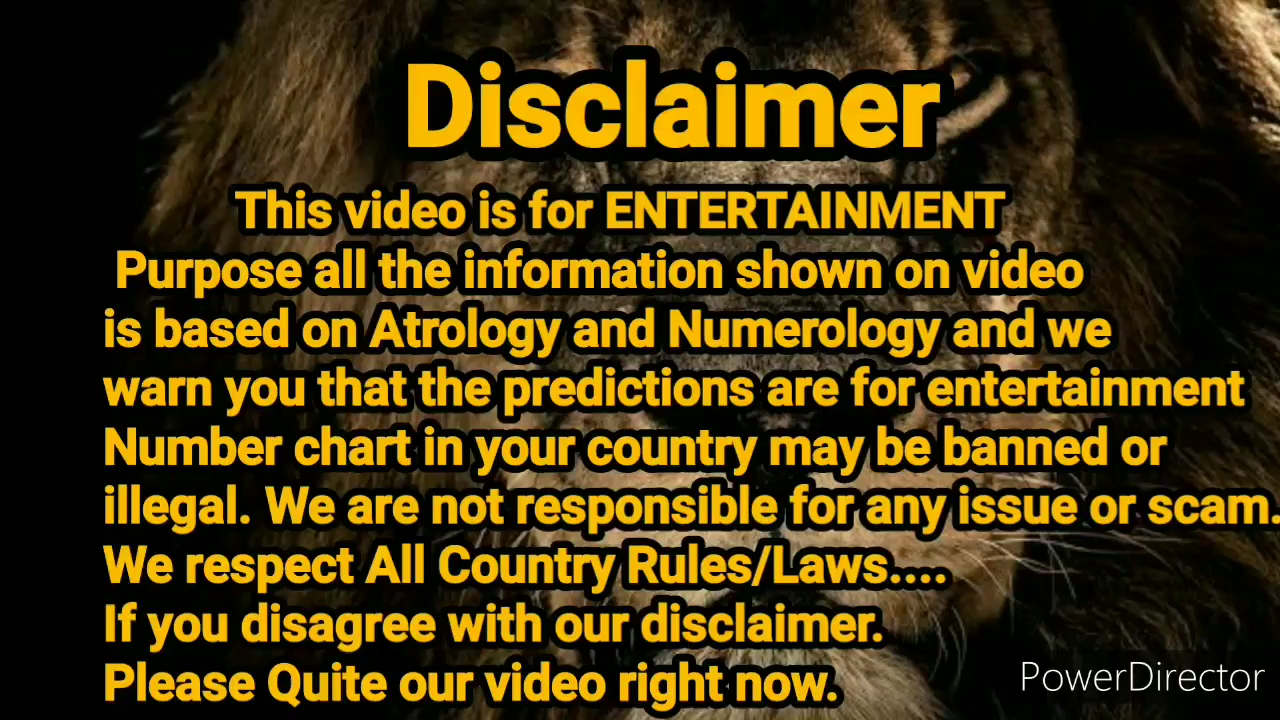 Disclaimer
This video is for ENTERTAINMENT
Purpose all the information shown on video
is based on Atrology and Numerology and we
warn you that the predictions are for entertainment
Number chart in your country may be banned or
illegal. We are not responsible for any issue or scam.
We respect All Country Rules/Laws....
If you disagree with our disclaimer.
Please Quite our video right now.
PowerDirector